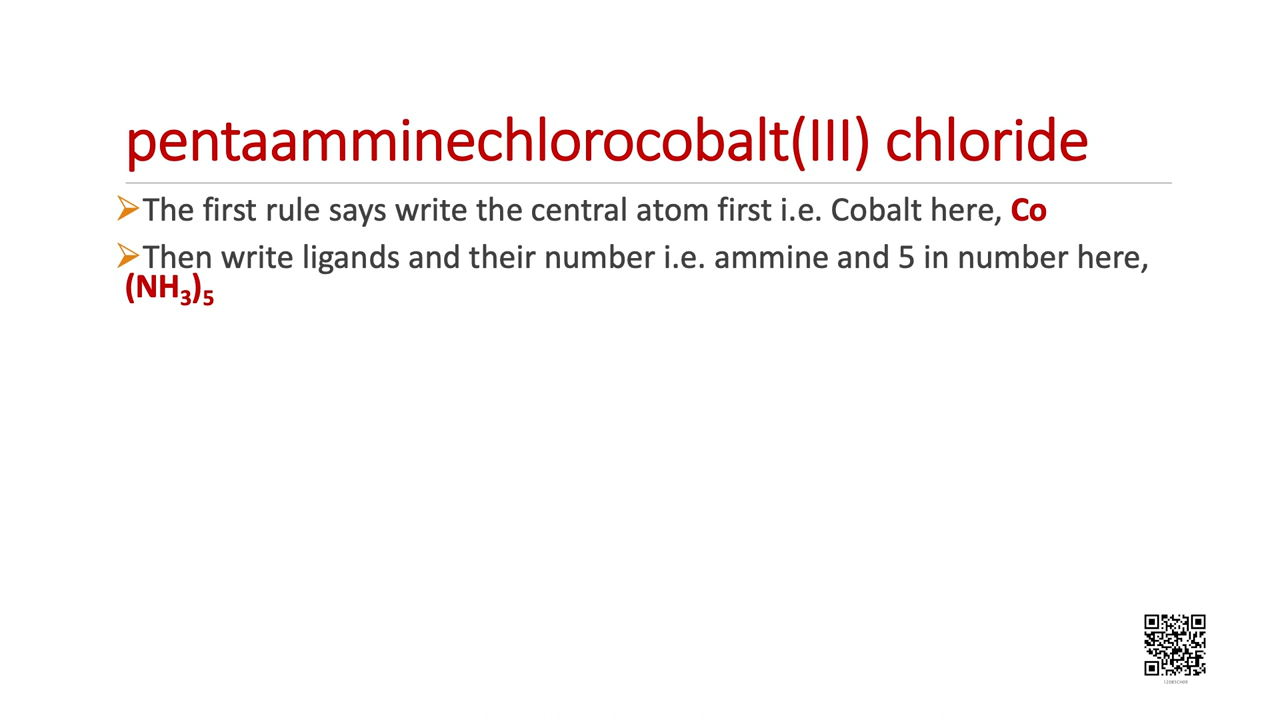 pentaamminechlorocobalt(III) chloride
➢The first rule says write the central atom first i.e. Cobalt here, Co
➢Then write ligands and their number i.e. ammine and 5 in number here,
(NH₃)₅